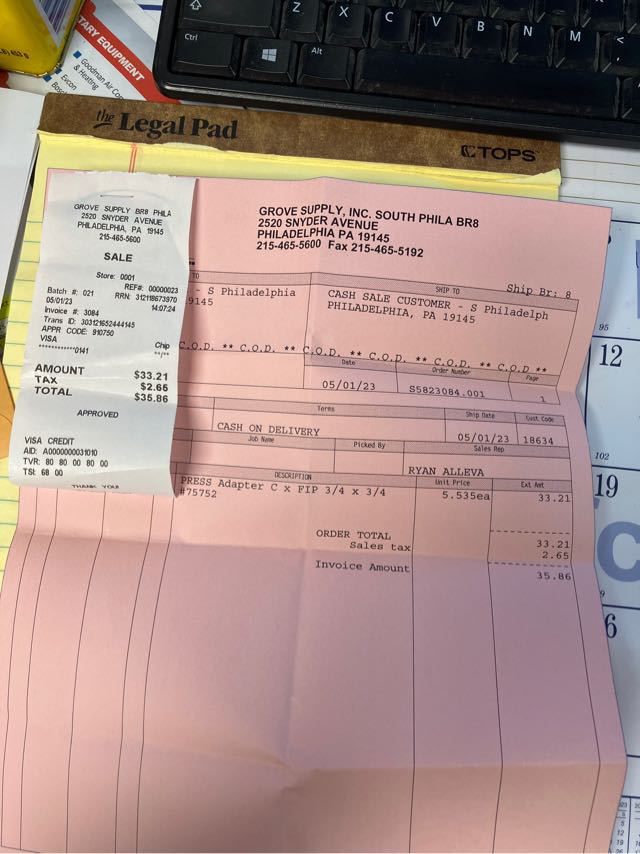 Z X C V B N M
Ctrl
Alt
TARY EQUIPMENT
Goodman Air Con
& Heating
Evcon
the Legal Pad
TOPS
GROVE SUPPLY BR8 PHILA
2520 SNYDER AVENUE
PHILADELPHIA, PA 19145
215-465-5600
SALE
Store: 0001
REF#: 00000023
Batch #: 021
RRN: 312118673970
05/01/23
14:07:24
Invoice #: 3084
Trans ID: 303121652444145
APPR CODE: 910750
VISA
Chip
************0141
**/**
AMOUNT $33.21
TAX $2.65
TOTAL $35.86
APPROVED
VISA CREDIT
AID: A0000000031010
TVR: 80 80 00 80 00
TSI: 68 00
THANK YOU!
GROVE SUPPLY, INC. SOUTH PHILA BR8
2520 SNYDER AVENUE
PHILADELPHIA, PA 19145
215-465-5600 Fax 215-465-5192
Ship Br: 8
TO
SHIP TO
S Philadelphia
19145
CASH SALE CUSTOMER - S Philadelph
PHILADELPHIA, PA 19145
C.O.D. ** C.O.D. ** C.O.D. ** C.O.D. ** C.O.D. ** C.O.D **
Date Order Number Page
05/01/23 S5823084.001 1
Terms Ship Date Cust Code
CASH ON DELIVERY 05/01/23 18634
Job Name Picked By Sales Rep
RYAN ALLEVA
DESCRIPTION Unit Price Ext Amt
PRESS Adapter C x FIP 3/4 x 3/4 5.535ea 33.21
#75752
ORDER TOTAL 33.21
Sales tax 2.65
Invoice Amount 35.86
95
12
102
19